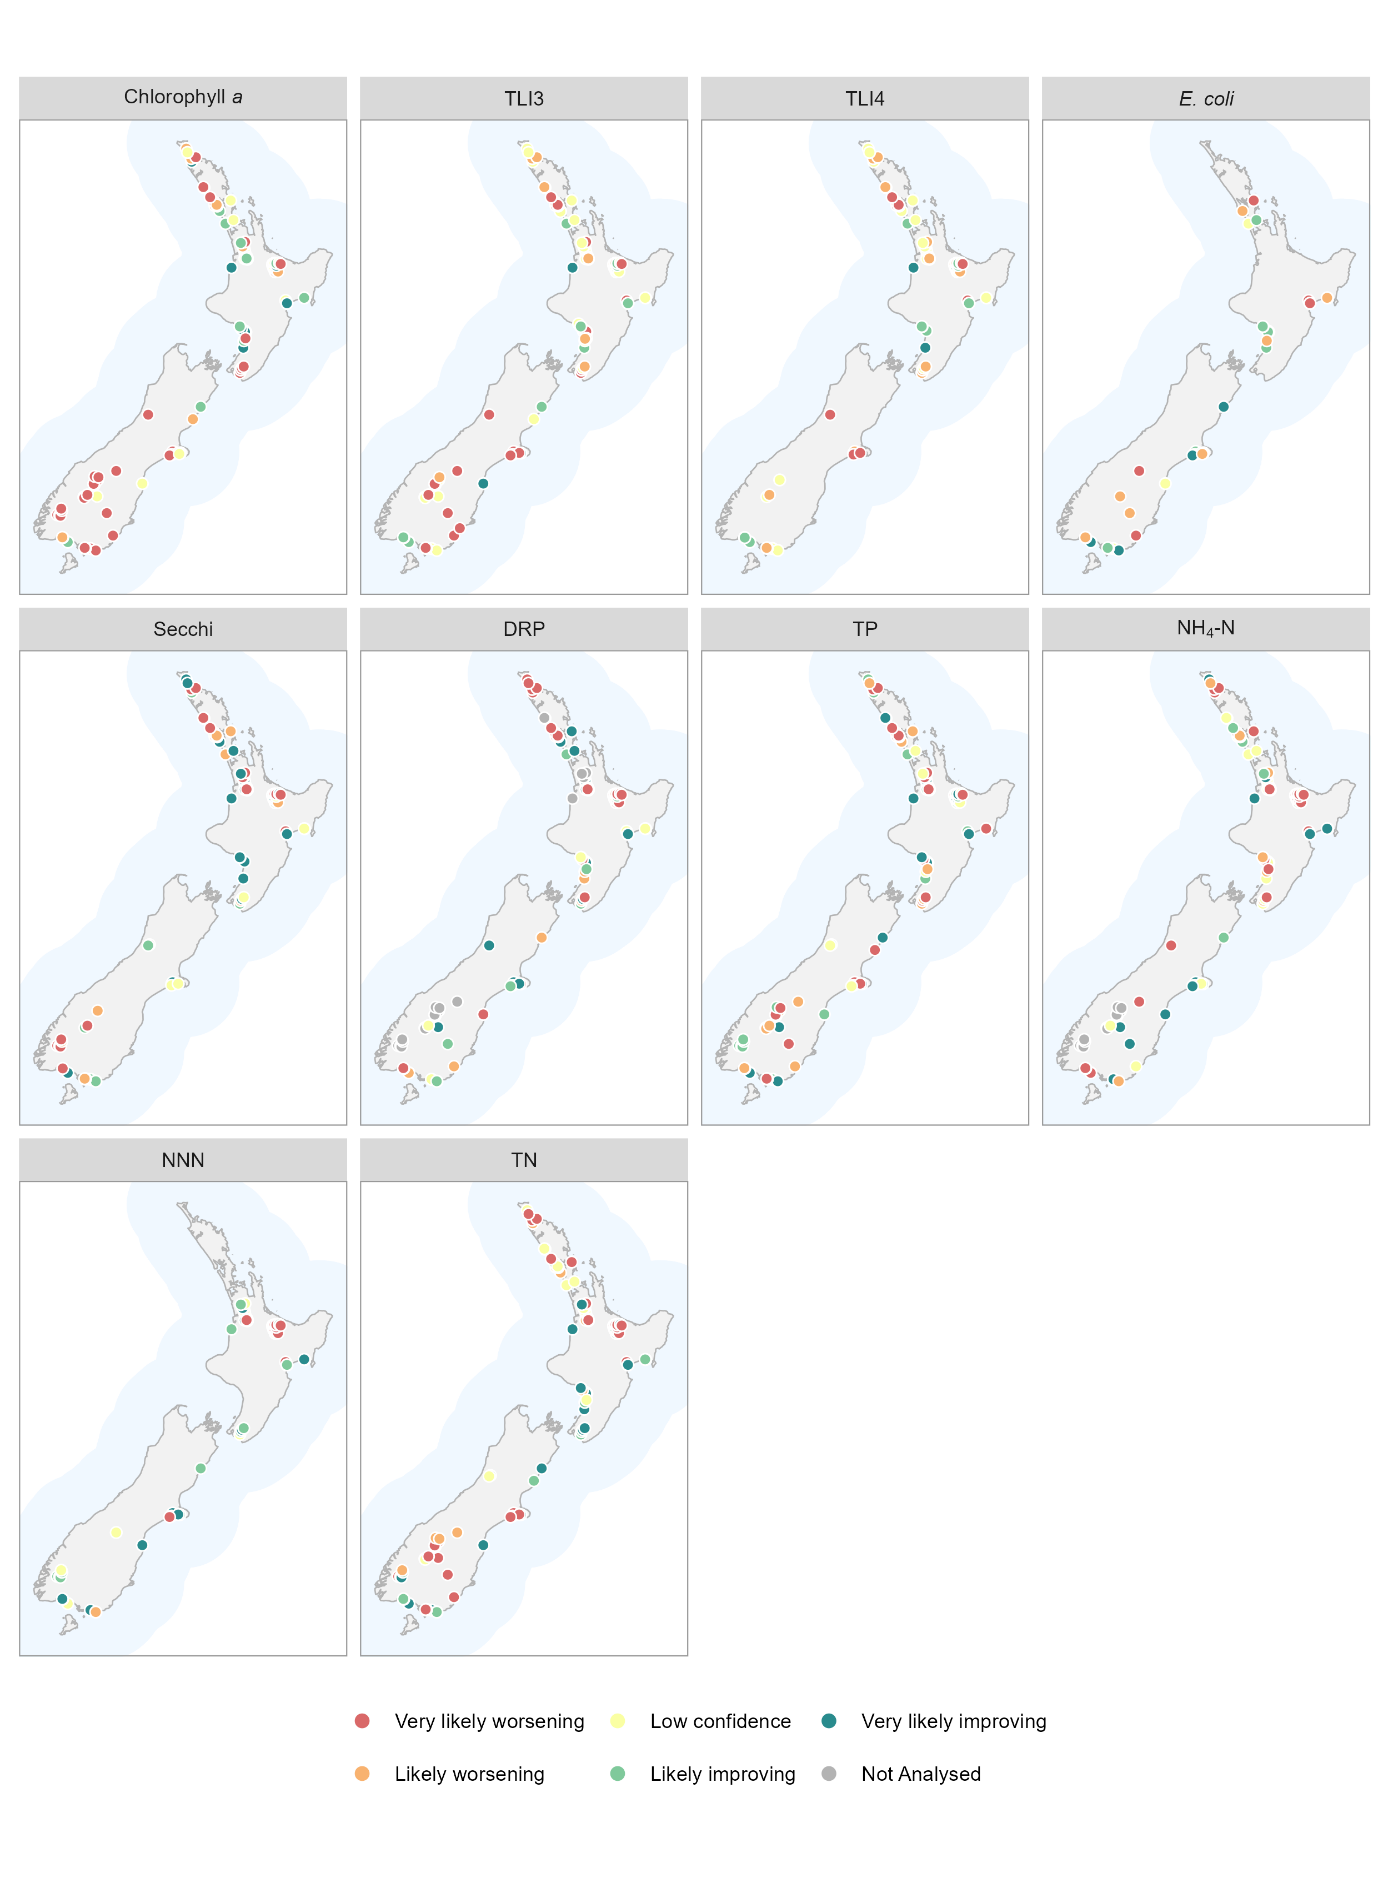 Chlorophyll a
TLI3
TLI4
E. coli
Secchi
DRP
TP
NH₄-N
NNN
TN
Very likely worsening
Low confidence
Very likely improving
Likely worsening
Likely improving
Not Analysed